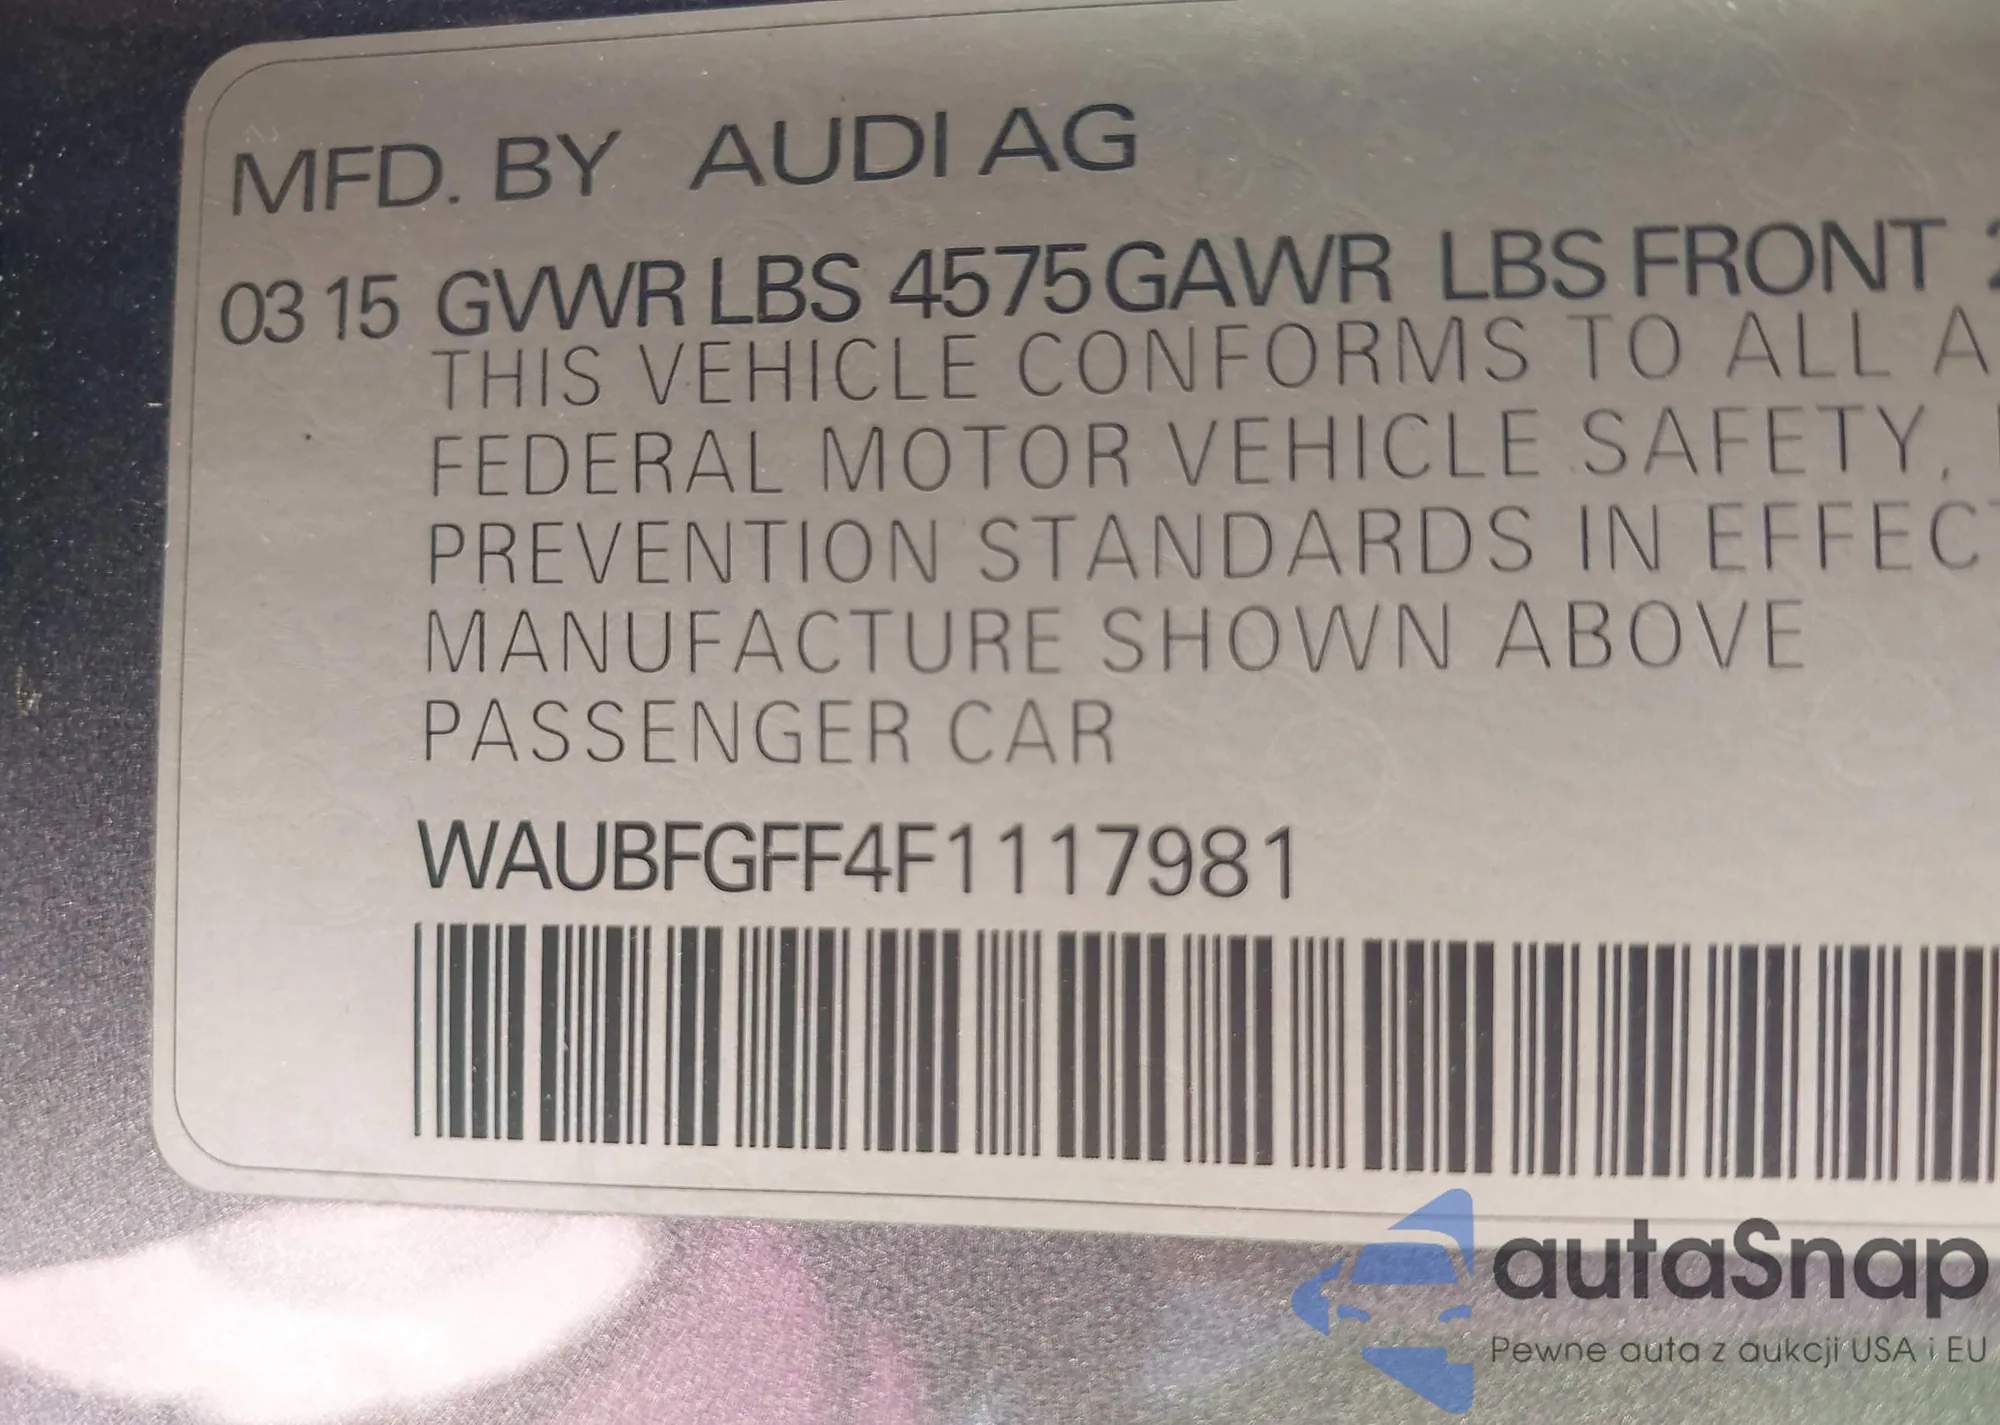 MFD. BY AUDI AG
03 15 GVWR LBS 4575 GAWR LBS FRONT
THIS VEHICLE CONFORMS TO ALL
FEDERAL MOTOR VEHICLE SAFETY,
PREVENTION STANDARDS IN EFFECT
MANUFACTURE SHOWN ABOVE
PASSENGER CAR
WAUBFGFF4F1117981
autaSnap
Pewne auta z aukcji USA i EU